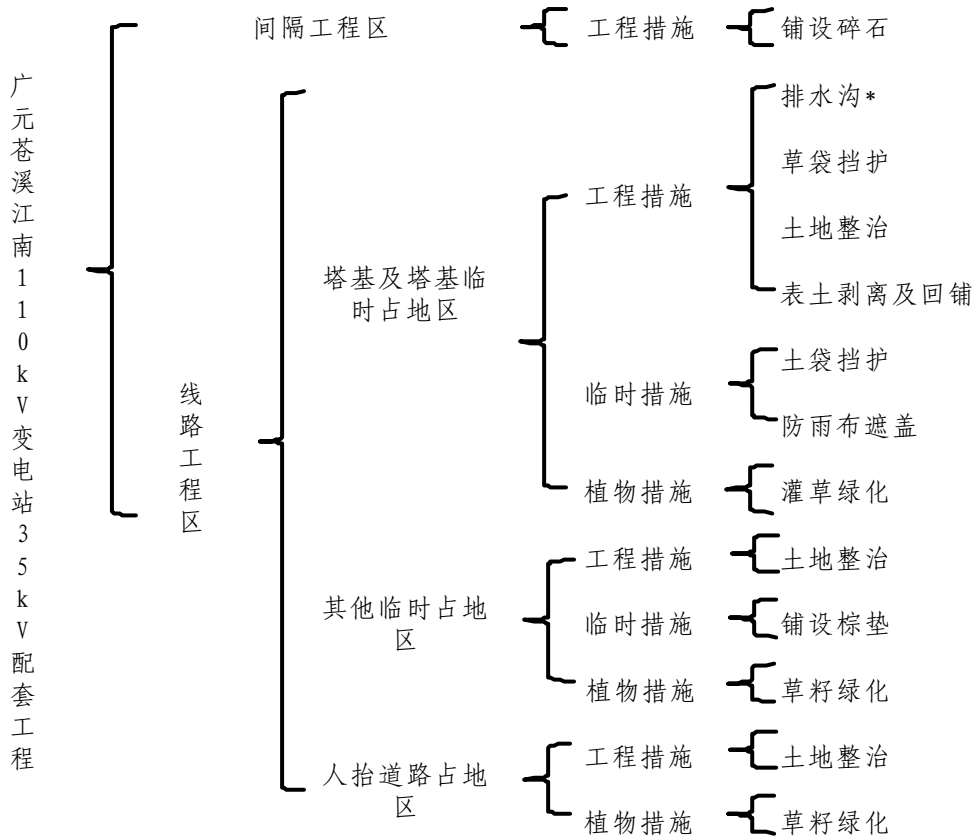 广元苍溪江南110kV变电站35kV配套工程
间隔工程区
工程措施
铺设碎石
线路工程区
塔基及塔基临
时占地区
工程措施
排水沟*
草袋挡护
土地整治
表土剥离及回铺
临时措施
土袋挡护
防雨布遮盖
植物措施
灌草绿化
其他临时占地
区
工程措施
土地整治
临时措施
铺设棕垫
植物措施
草籽绿化
人抬道路占地
区
工程措施
土地整治
植物措施
草籽绿化